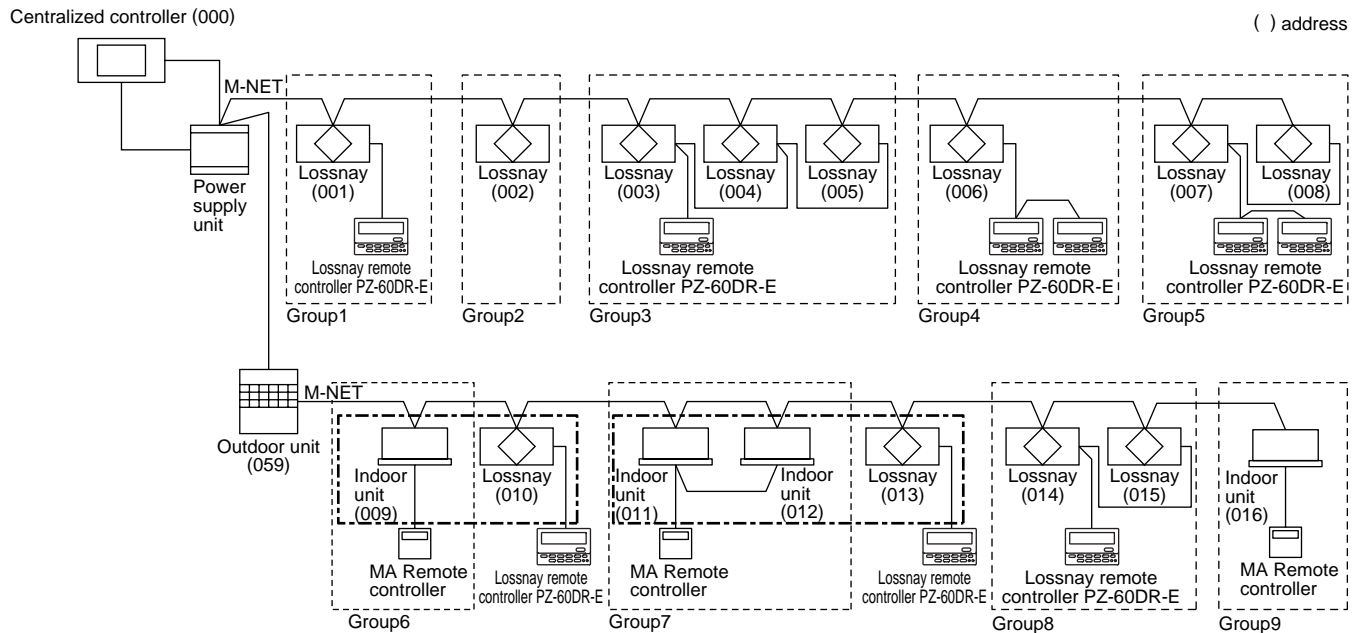 Centralized controller (000)
( ) address
M-NET
Power
supply
unit
Lossnay
(001)
Lossnay remote
controller PZ-60DR-E
Group1
Lossnay
(002)
Group2
Lossnay
(003)
Lossnay
(004)
Lossnay
(005)
Lossnay remote
controller PZ-60DR-E
Group3
Lossnay
(006)
Lossnay remote
controller PZ-60DR-E
Group4
Lossnay
(007)
Lossnay
(008)
Lossnay remote
controller PZ-60DR-E
Group5
Outdoor unit
(059)
M-NET
Indoor
unit
(009)
MA Remote
controller
Group6
Lossnay
(010)
Lossnay remote
controller PZ-60DR-E
Indoor
unit
(011)
Indoor
unit
(012)
MA Remote
controller
Group7
Lossnay
(013)
Lossnay remote
controller PZ-60DR-E
Lossnay
(014)
Lossnay
(015)
Lossnay remote
controller PZ-60DR-E
Group8
Indoor
unit
(016)
MA Remote
controller
Group9